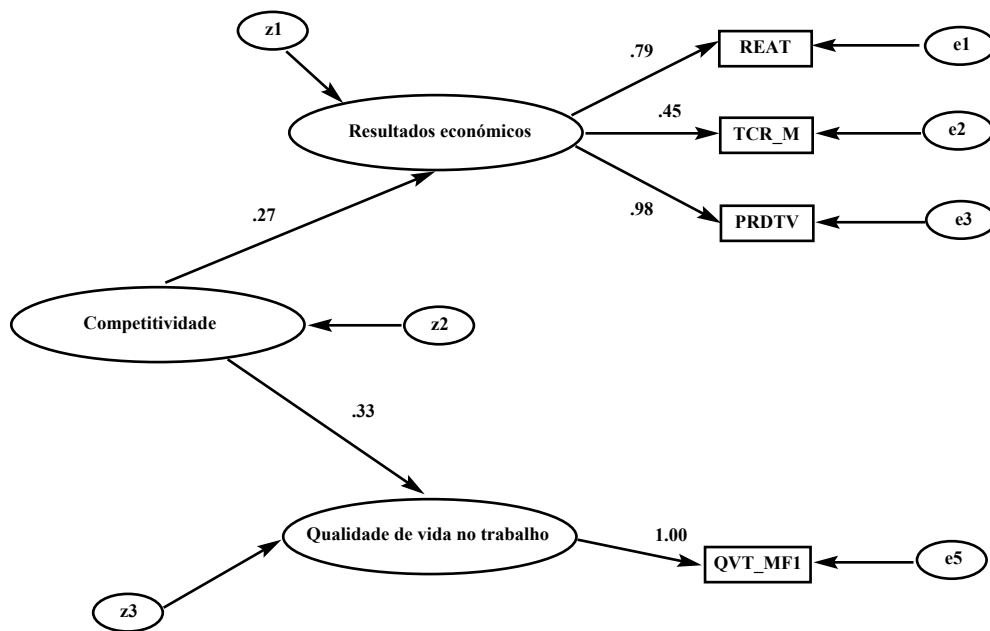 z1
.79
REAT
e1
Resultados económicos
.45
TCR_M
e2
.98
PRDTV
e3
.27
Competitividade
z2
.33
Qualidade de vida no trabalho
1.00
QVT_MF1
e5
z3